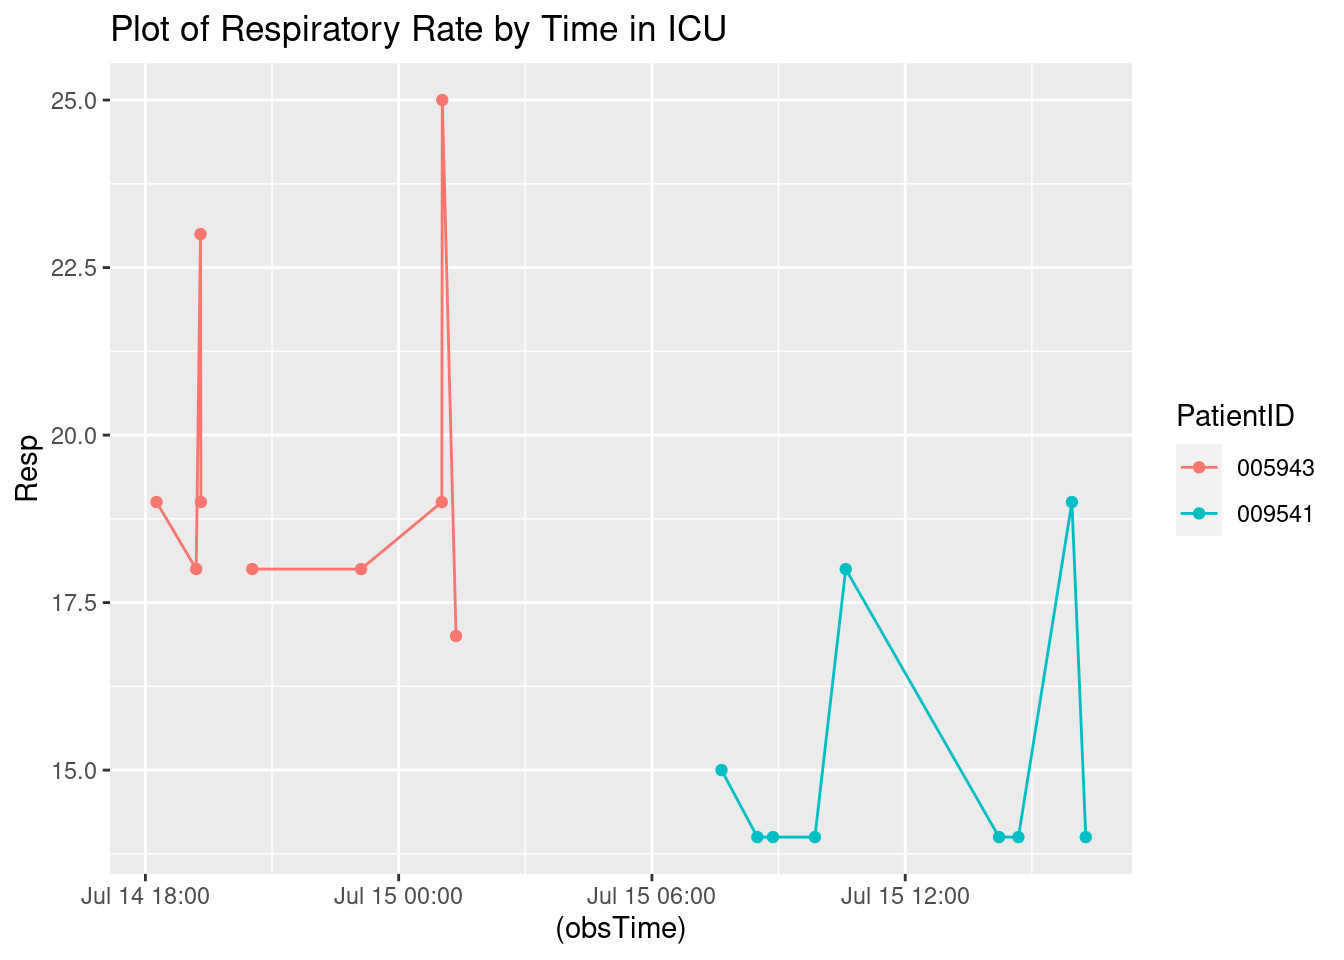 Plot of Respiratory Rate by Time in ICU
25.0
22.5
20.0
17.5
15.0
Resp
Jul 14 18:00
Jul 15 00:00
Jul 15 06:00
Jul 15 12:00
(obsTime)
PatientID
005943
009541